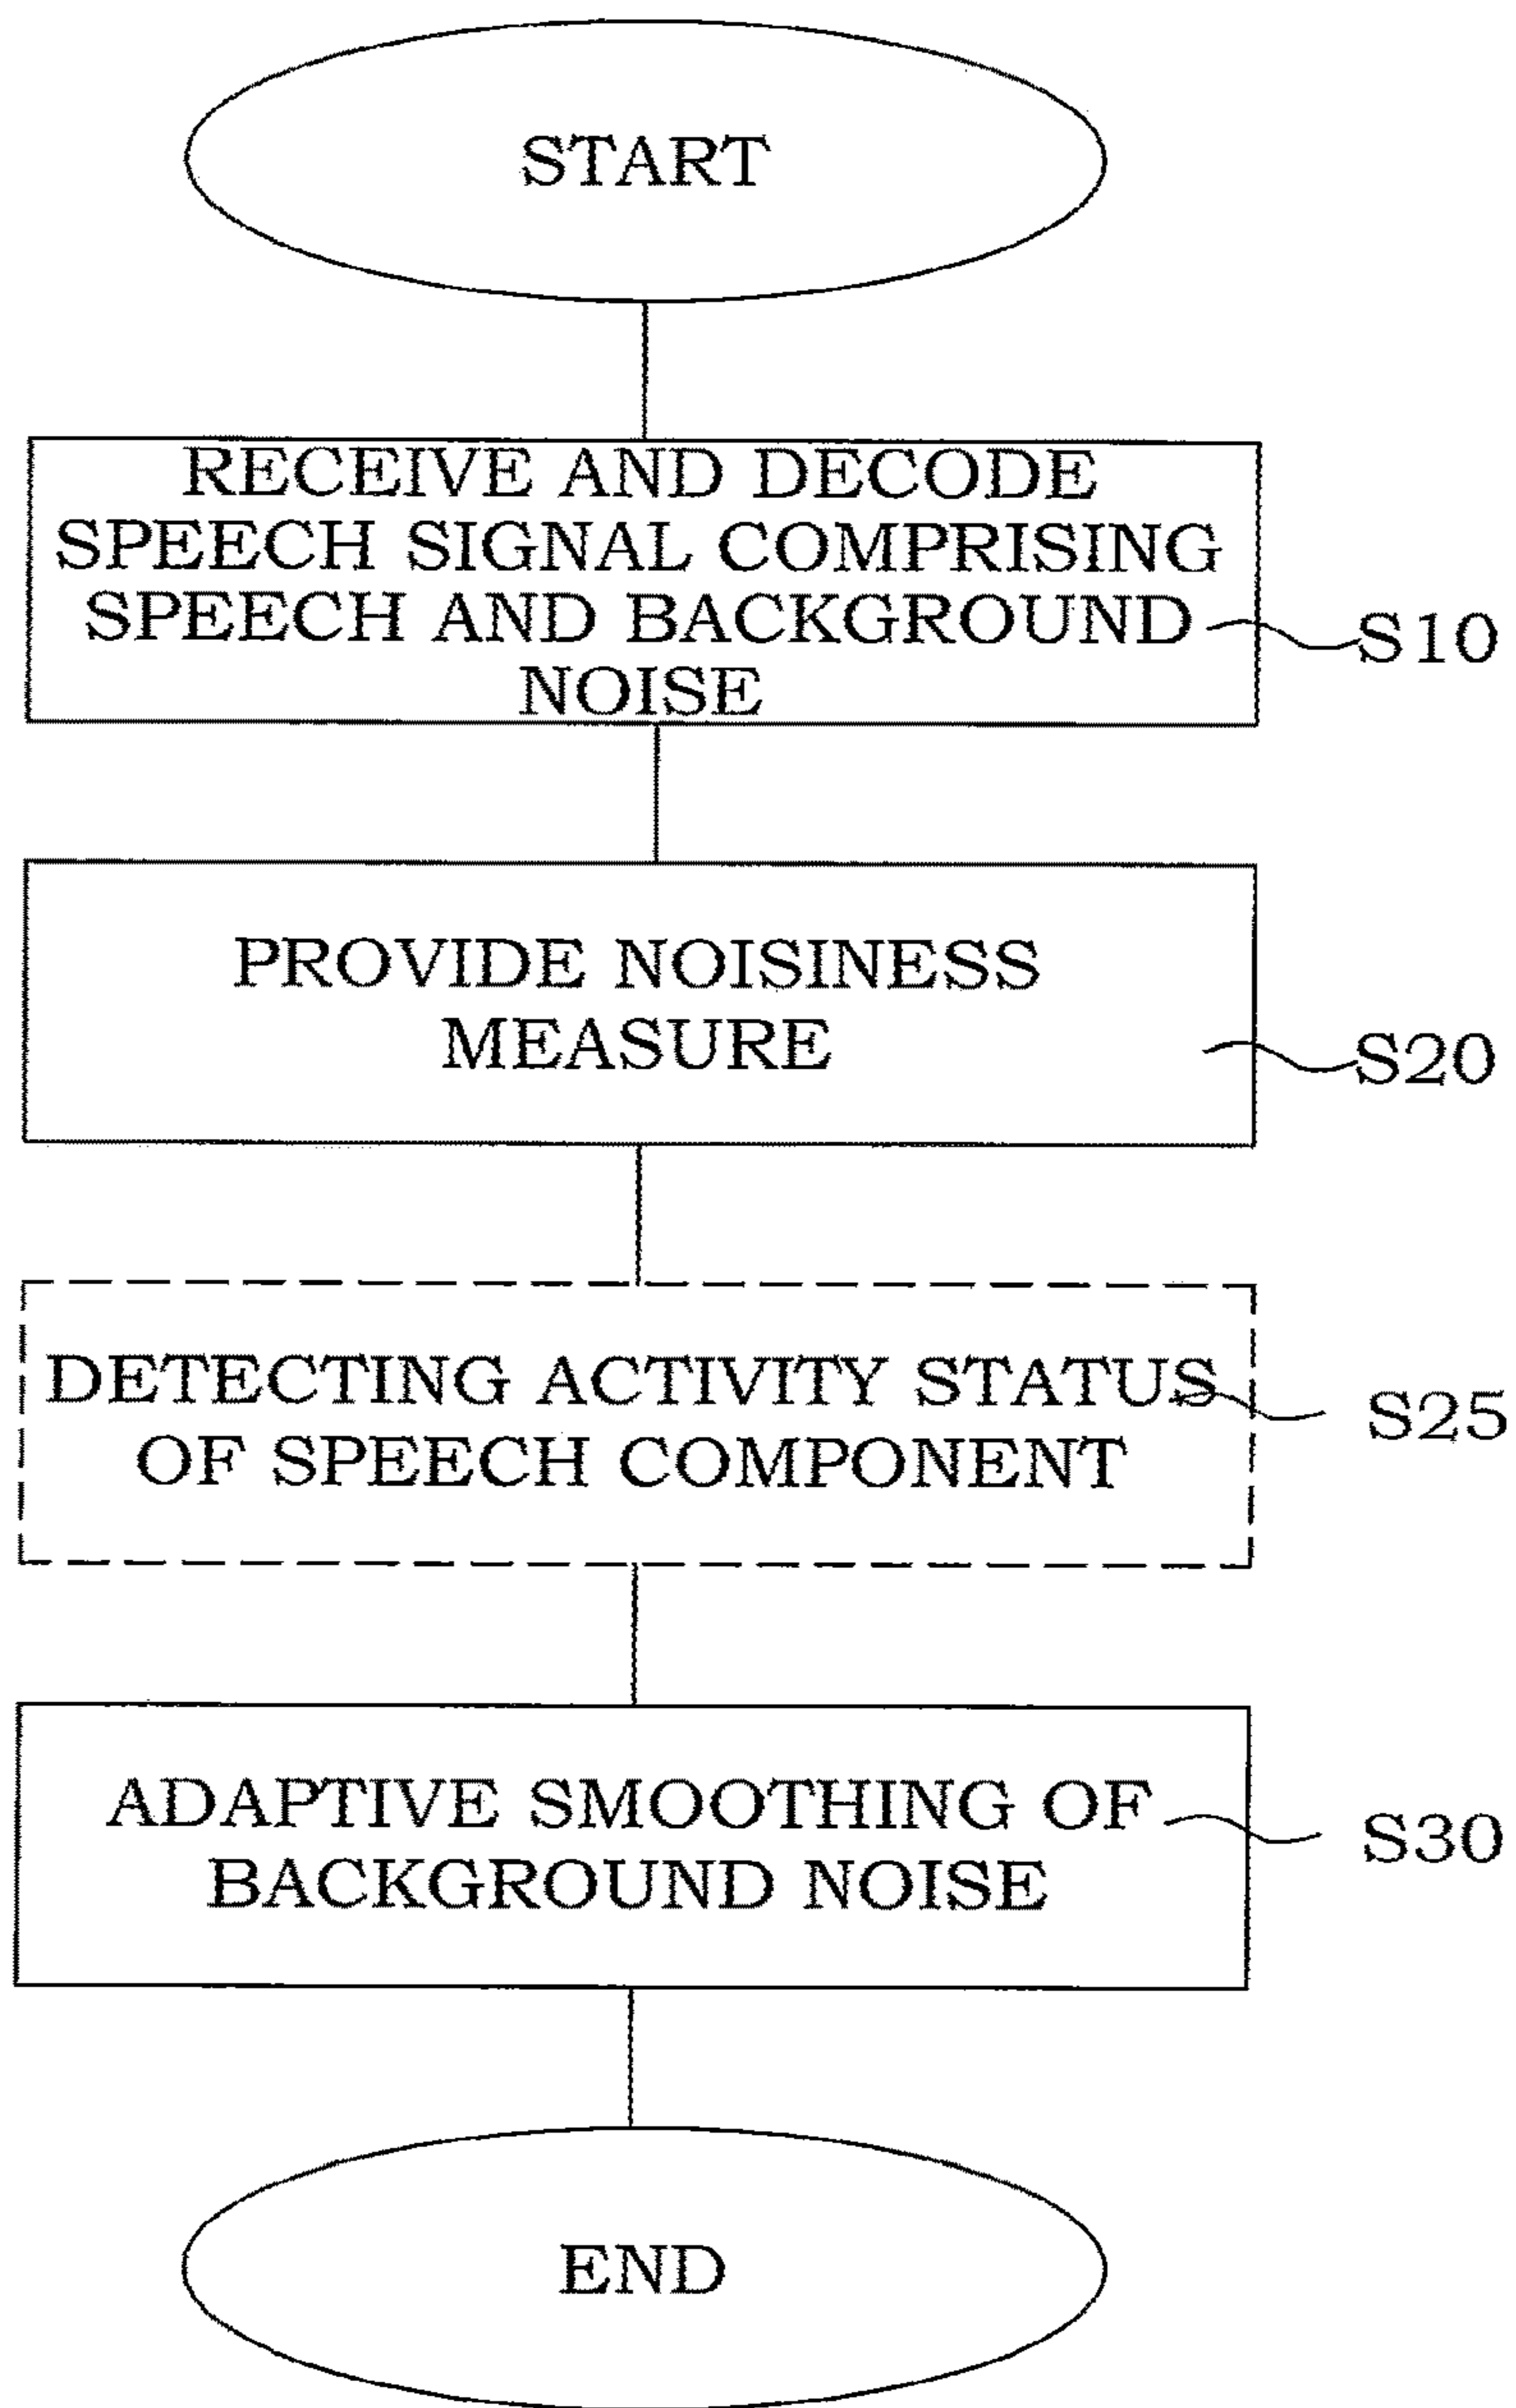 START
RECEIVE AND DECODE
SPEECH SIGNAL COMPRISING
SPEECH AND BACKGROUND
NOISE
S10
PROVIDE NOISINESS
MEASURE
S20
DETECTING ACTIVITY STATUS
OF SPEECH COMPONENT
S25
ADAPTIVE SMOOTHING OF
BACKGROUND NOISE
S30
END